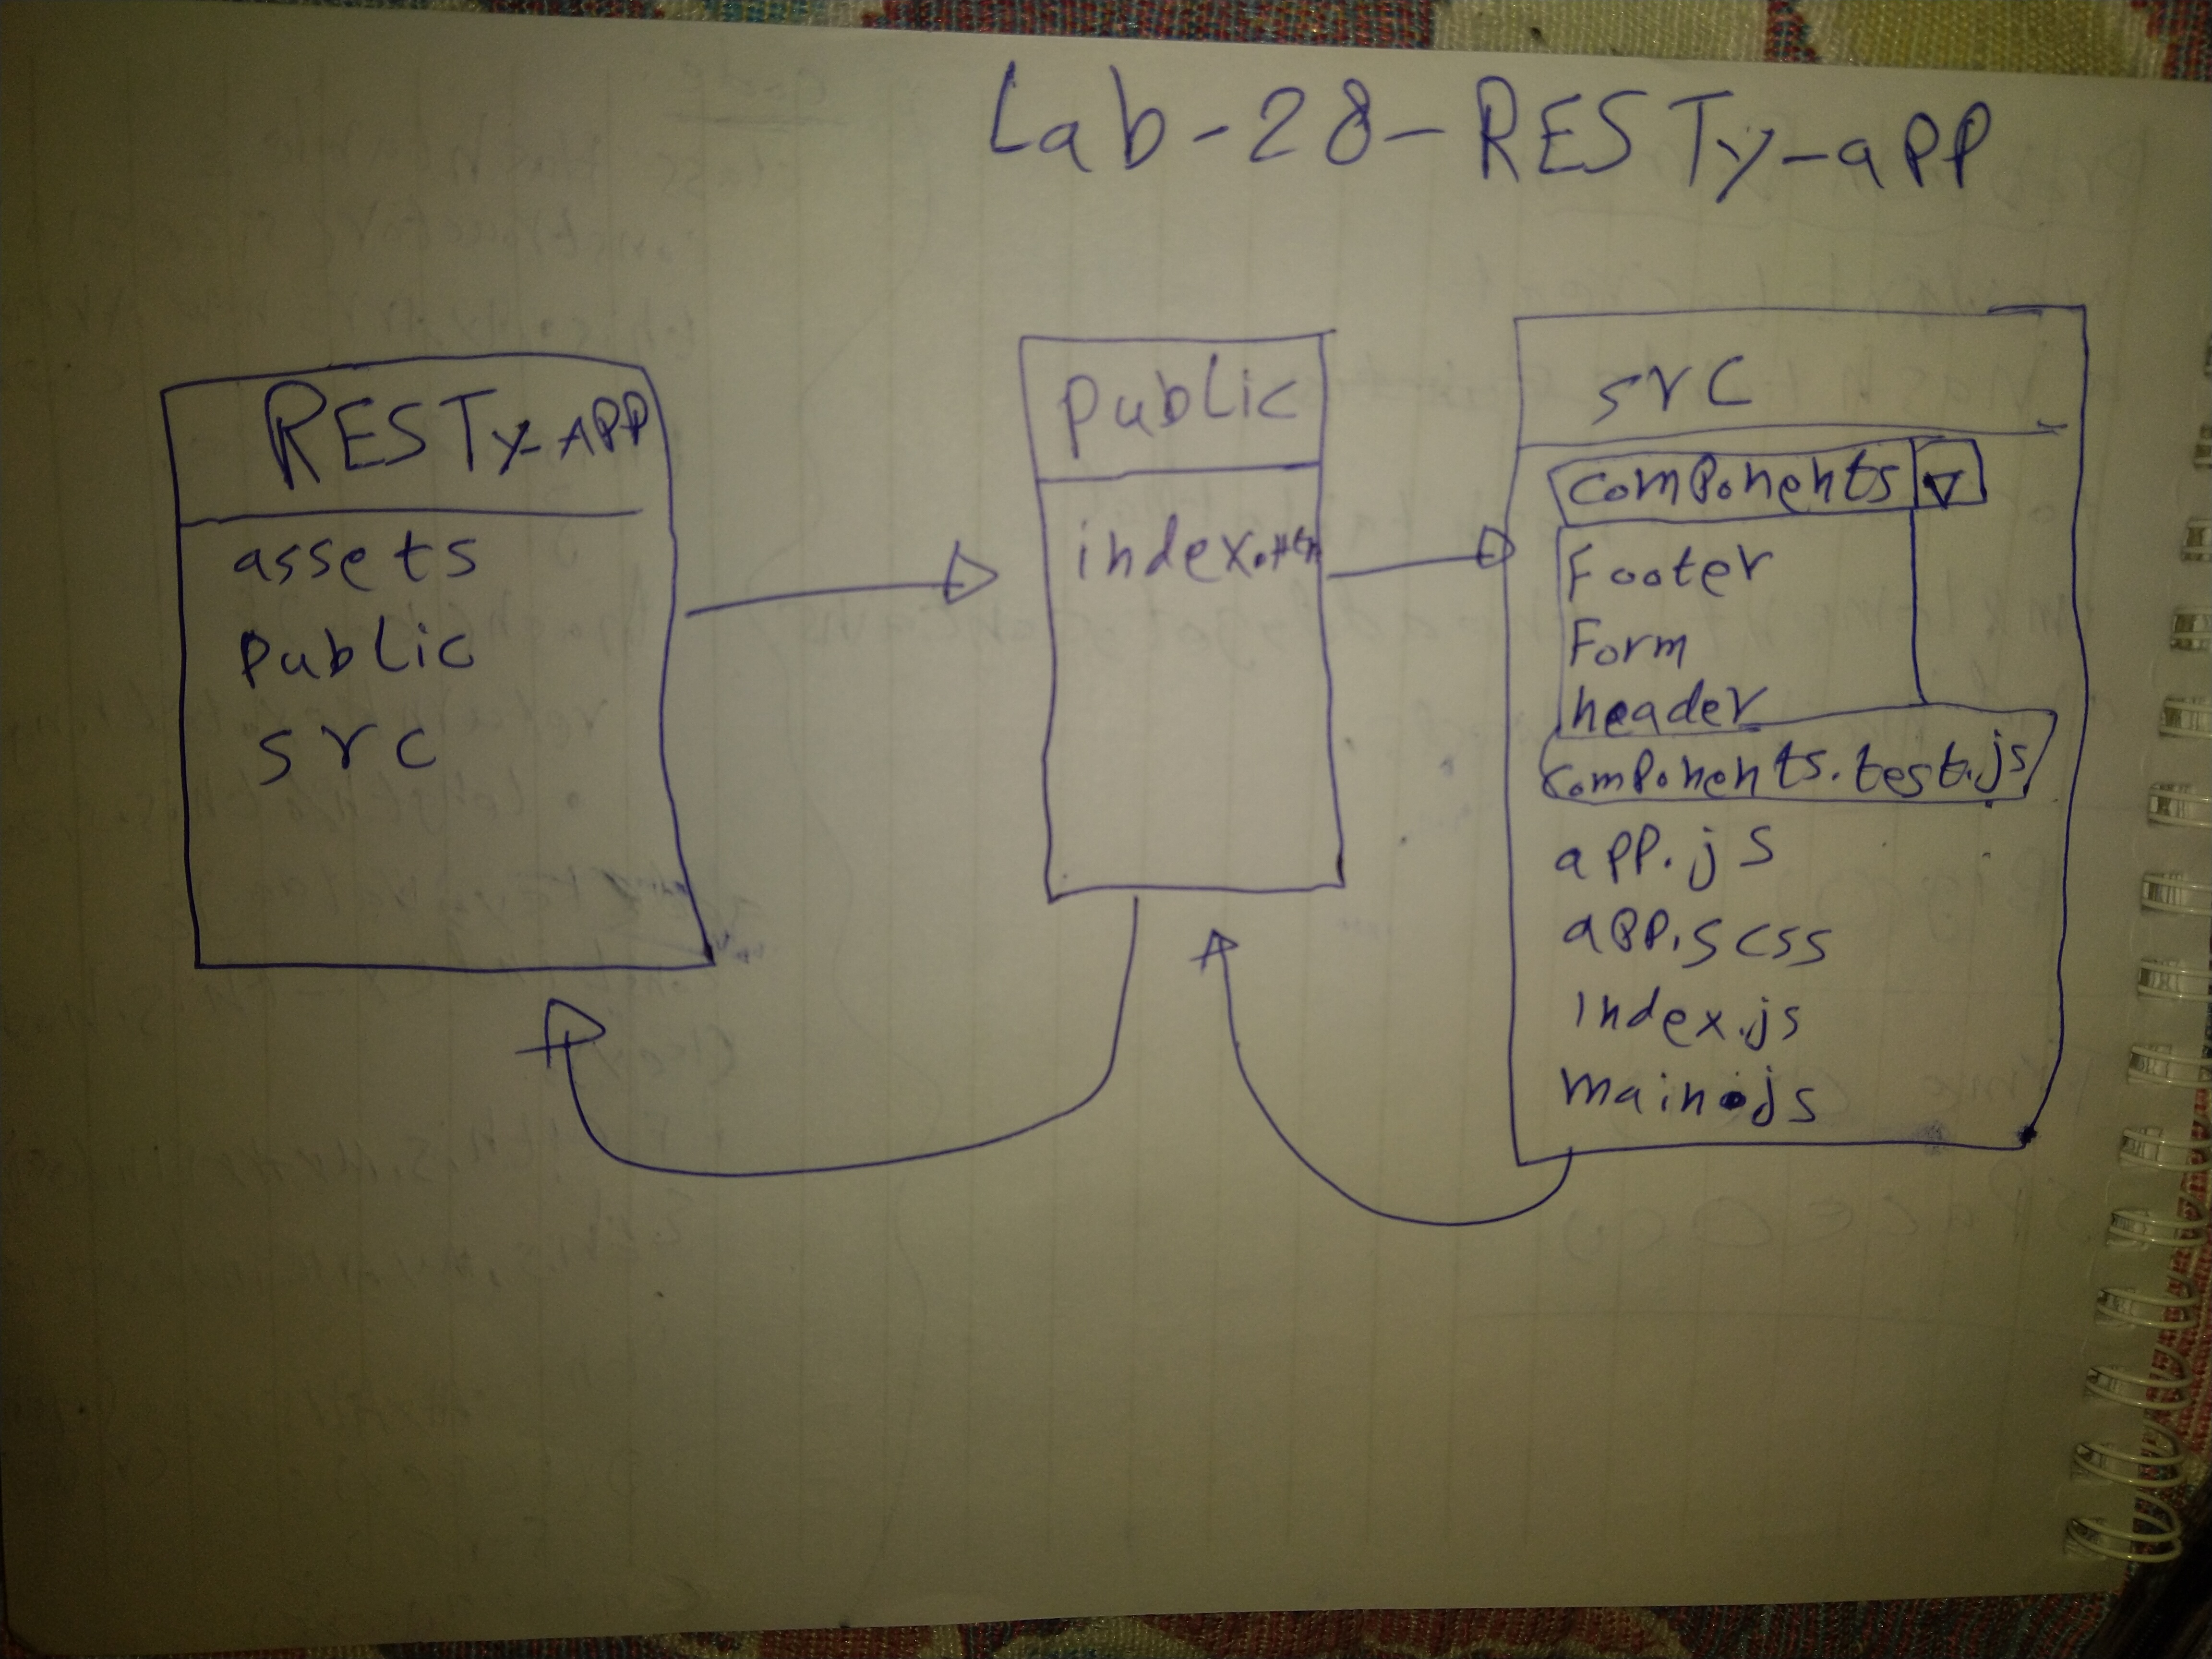 Lab-28-RESTy-app
RESTy-APP
assets
public
src
public
index.
src
components
Footer
Form
header
components.test.js
app.js
app.scss
index.js
main.js